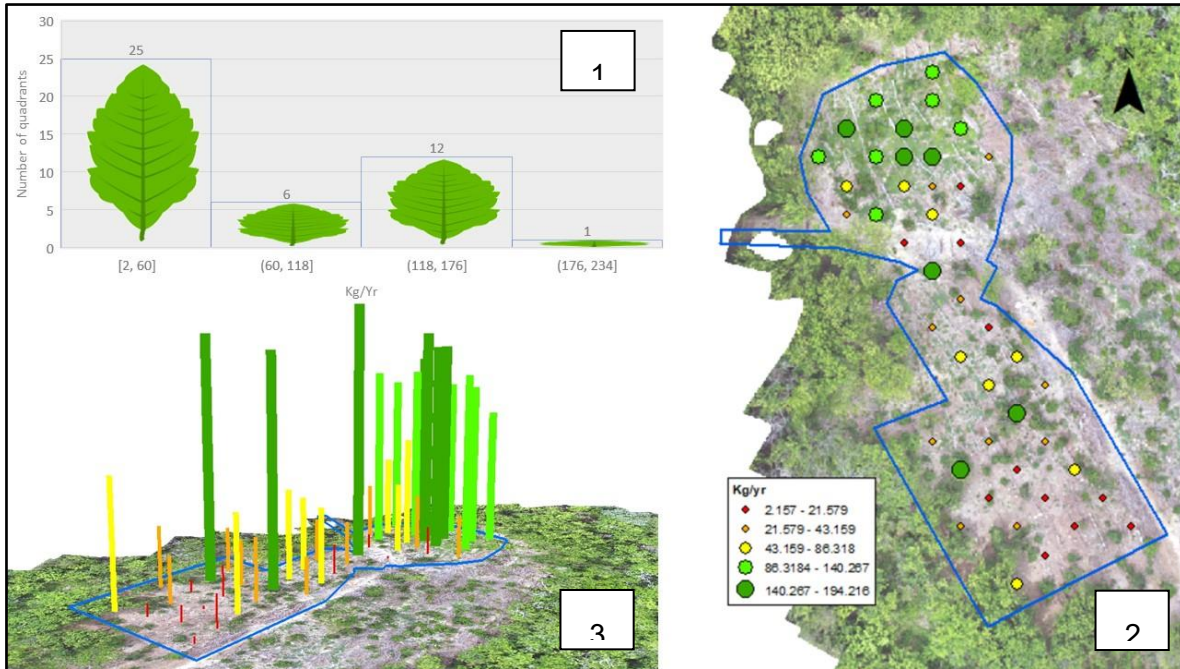 30
25
20
15
10
5
0
Number of quadrants
25
6
12
1
[2, 60]
(60, 118]
(118, 176]
(176, 234]
Kg/Yr
1
3
N
Kg/yr
2.157 - 21.579
21.579 - 43.159
43.159 - 86.318
86.3184 - 140.267
140.267 - 194.216
2